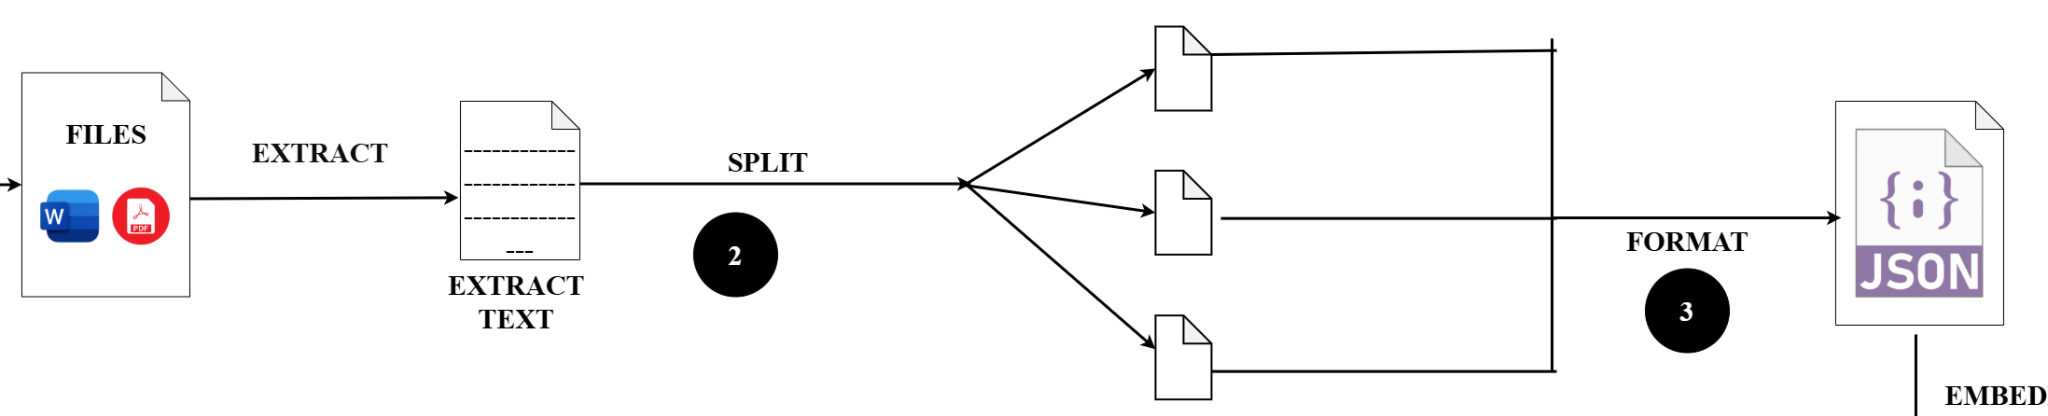 FILES
W
PDF
EXTRACT
EXTRACT
TEXT
SPLIT
2
FORMAT
3
{i}
JSON
EMBED